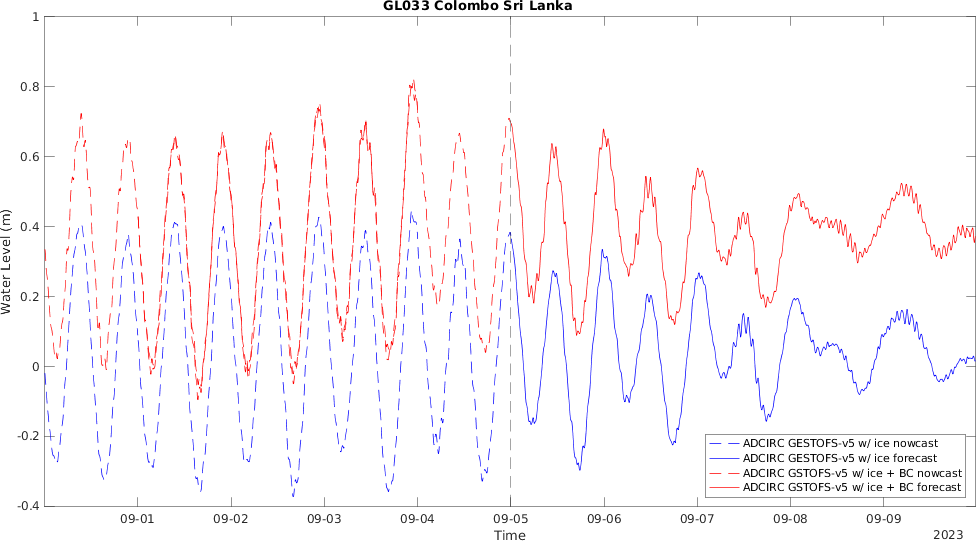 GL033 Colombo Sri Lanka
1
0.8
0.6
0.4
0.2
0
-0.2
-0.4
Water Level (m)
ADCIRC GESTOFS-v5 w/ ice nowcast
ADCIRC GESTOFS-v5 w/ ice forecast
ADCIRC GSTOFS-v5 w/ ice + BC nowcast
ADCIRC GSTOFS-v5 w/ ice + BC forecast
09-01 09-02 09-03 09-04 09-05 09-06 09-07 09-08 09-09
Time
2023